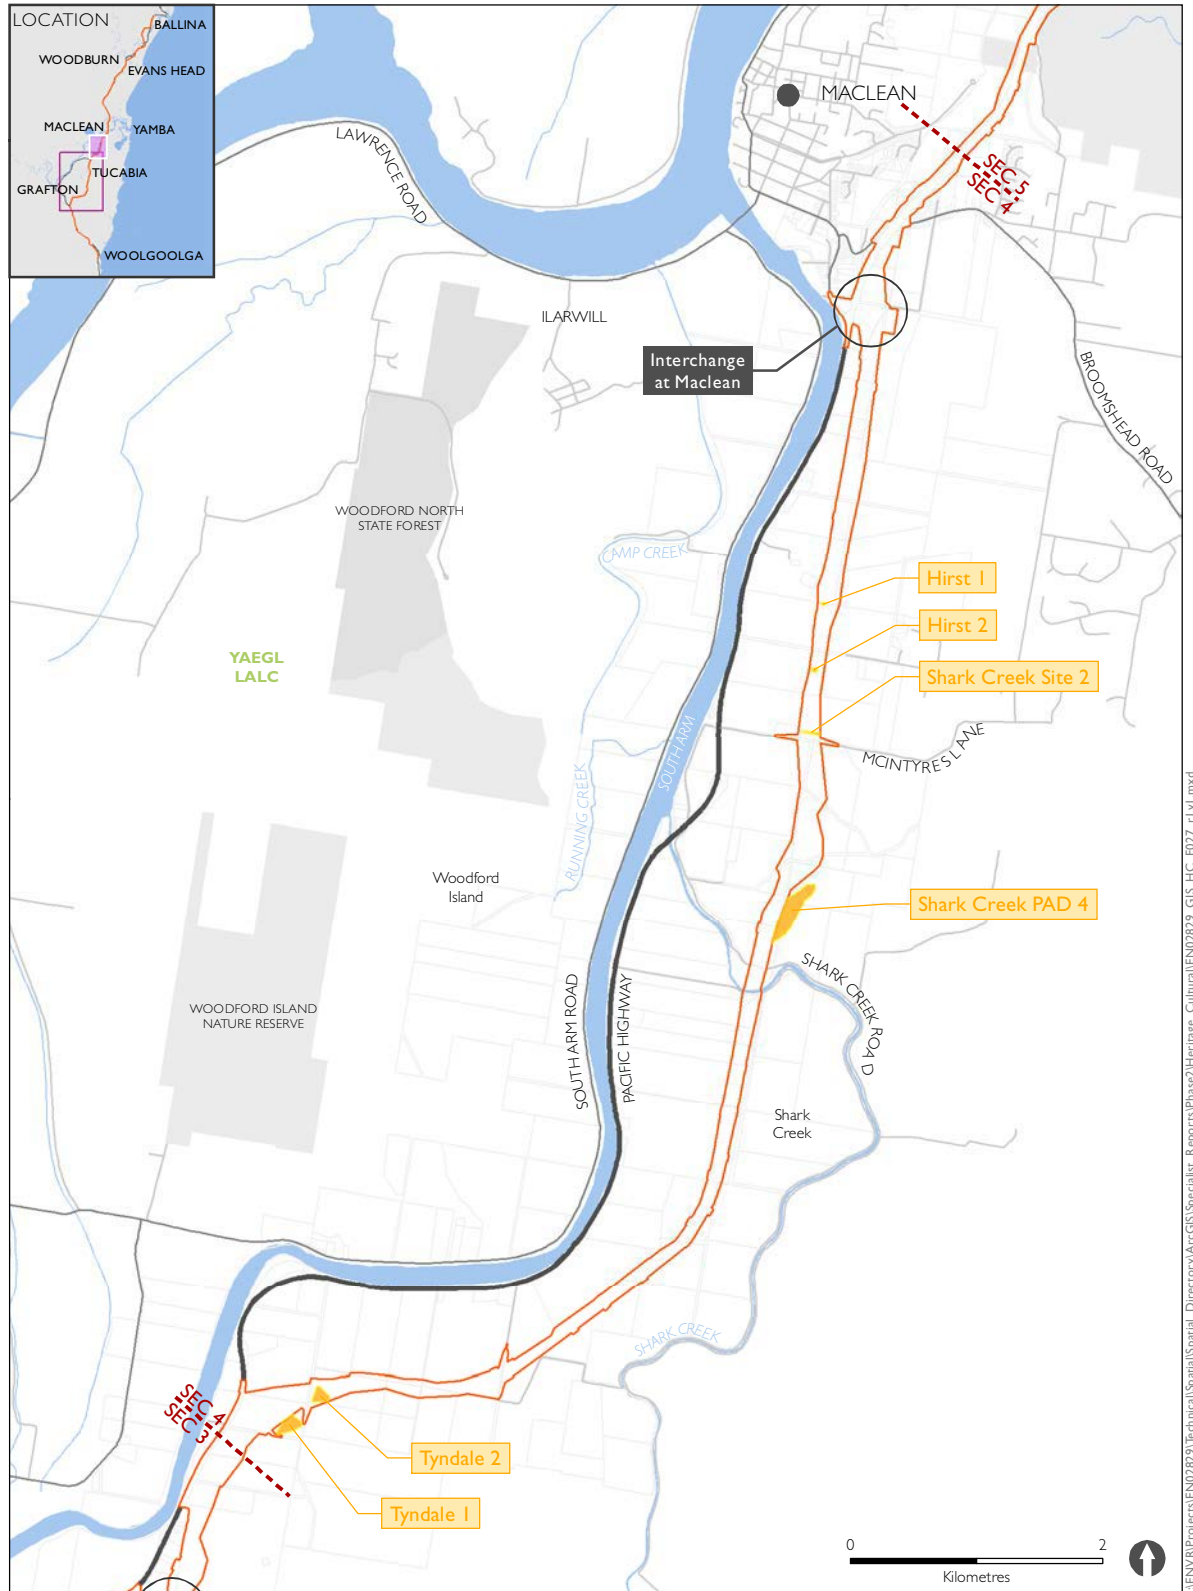 LOCATION
BALLINA
WOODBURN
EVANS HEAD
MACLEAN
YAMBA
TUCABIA
GRAFTON
WOOLGOOLGA
MACLEAN
SEC 5
SEC 4
LAWRENCE ROAD
ILARWILL
Interchange
at Maclean
BROOMSHEAD ROAD
WOODFORD NORTH
STATE FOREST
CAMP CREEK
Hirst 1
Hirst 2
YAEGL
LALC
Shark Creek Site 2
SOUTH ARM
MCINTYRES LANE
RUNNING CREEK
Woodford
Island
Shark Creek PAD 4
SHARK CREEK ROAD
WOODFORD ISLAND
NATURE RESERVE
SOUTH ARM ROAD
PACIFIC HIGHWAY
Shark
Creek
SHARK CREEK
SEC 4
SEC 3
Tyndale 2
Tyndale 1
0 2
Kilometres